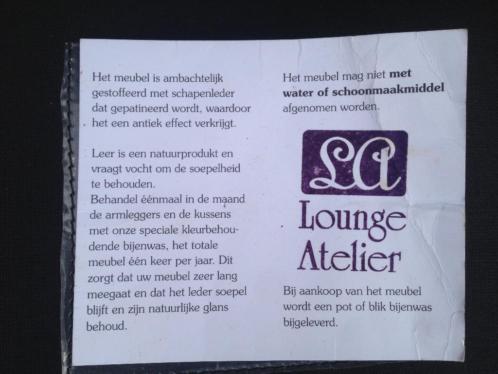 Het meubel is ambachtelijk
gestoffeerd met schapenleder
dat gepatineerd wordt, waardoor
het een antiek effect verkrijgt.
Leer is een natuurprodukt en
vraagt vocht om de soepelheid
te behouden.
Behandel éénmaal in de maand
de armleggers en de kussens
met onze speciale kleurbehou-
dende bijenwas, het totale
meubel één keer per jaar. Dit
zorgt dat uw meubel zeer lang
meegaat en dat het leder soepel
blijft en zijn natuurlijke glans
behoud.
Het meubel mag niet met
water of schoonmaakmiddel
afgenomen worden.
LA
Lounge
Atelier
Bij aankoop van het meubel
wordt een pot of blik bijenwas
bijgeleverd.